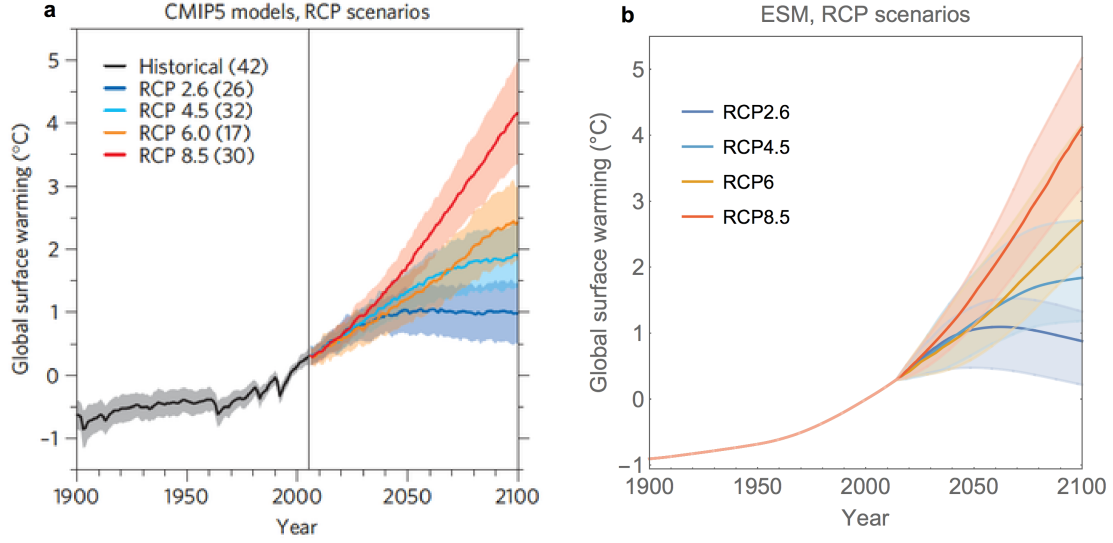 a
CMIP5 models, RCP scenarios
Global surface warming (°C)
5
4
3
2
1
0
−1
Historical (42)
RCP 2.6 (26)
RCP 4.5 (32)
RCP 6.0 (17)
RCP 8.5 (30)
1900
1950
2000
2050
2100
Year
b
ESM, RCP scenarios
Global surface warming (°C)
5
4
3
2
1
0
−1
RCP2.6
RCP4.5
RCP6
RCP8.5
1900
1950
2000
2050
2100
Year